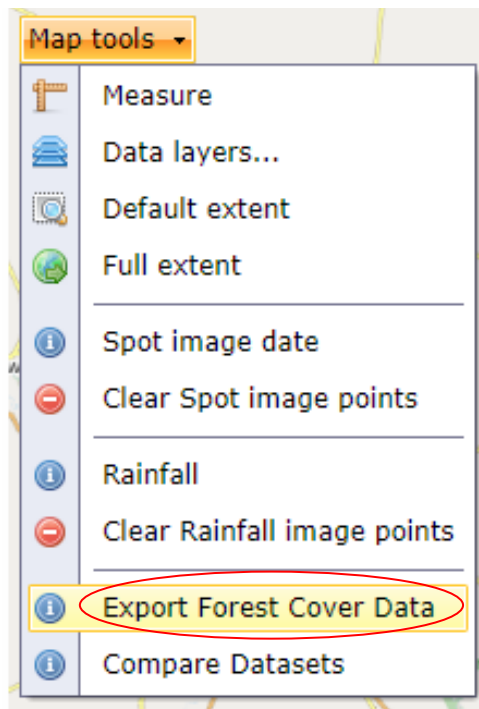 Map tools
Measure
Data layers...
Default extent
Full extent
Spot image date
Clear Spot image points
Rainfall
Clear Rainfall image points
Export Forest Cover Data
Compare Datasets